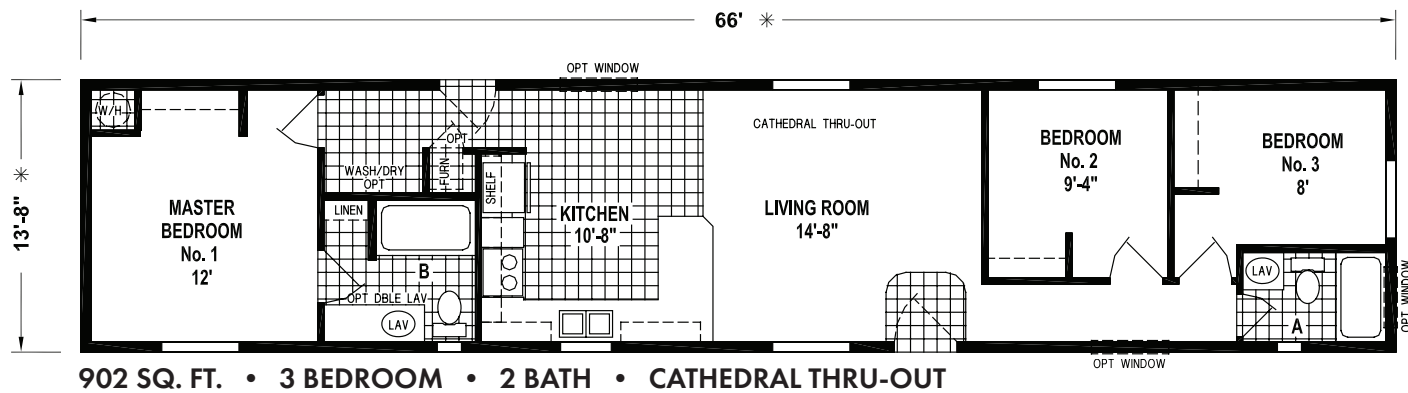 66' ✳
13'-8" ✳
OPT WINDOW
W/H
CATHEDRAL THRU-OUT
OPT
FURN
WASH/DRY
OPT
SHELF
LINEN
MASTER
BEDROOM
No. 1
12'
KITCHEN
10'-8"
LIVING ROOM
14'-8"
BEDROOM
No. 2
9'-4"
BEDROOM
No. 3
8'
B
OPT DBLE LAV
LAV
LAV
A
OPT WINDOW
OPT WINDOW
902 SQ. FT. • 3 BEDROOM • 2 BATH • CATHEDRAL THRU-OUT